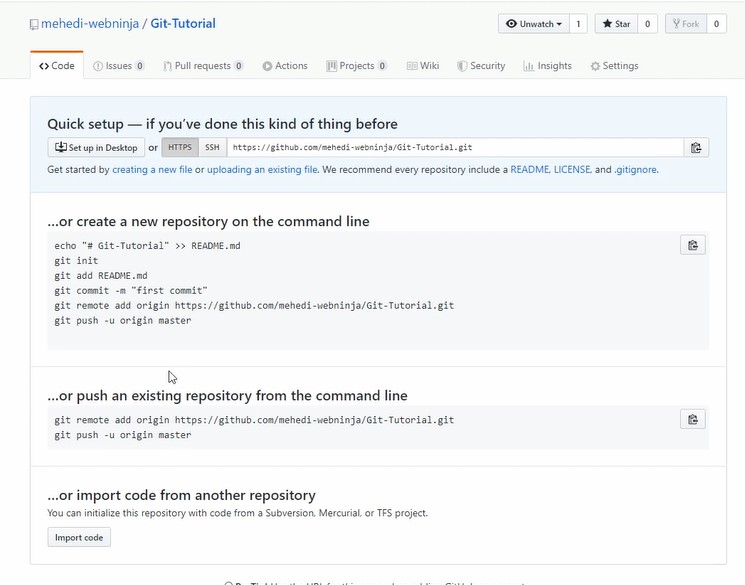 mehedi-webninja / Git-Tutorial
Unwatch 1 Star 0 Fork 0
Code Issues 0 Pull requests 0 Actions Projects 0 Wiki Security Insights Settings
Quick setup — if you've done this kind of thing before
Set up in Desktop or HTTPS SSH https://github.com/mehedi-webninja/Git-Tutorial.git
Get started by creating a new file or uploading an existing file. We recommend every repository include a README, LICENSE, and .gitignore.
...or create a new repository on the command line
echo "# Git-Tutorial" >> README.md
git init
git add README.md
git commit -m "first commit"
git remote add origin https://github.com/mehedi-webninja/Git-Tutorial.git
git push -u origin master
...or push an existing repository from the command line
git remote add origin https://github.com/mehedi-webninja/Git-Tutorial.git
git push -u origin master
...or import code from another repository
You can initialize this repository with code from a Subversion, Mercurial, or TFS project.
Import code